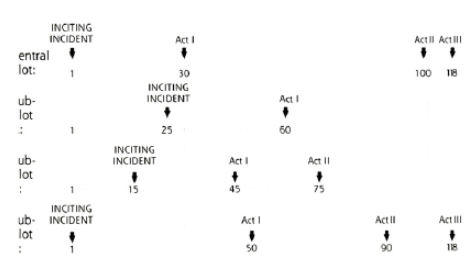 INCITING
INCIDENT Act I Act II Act III
entral
lot: 1 30 100 118
INCITING
ub- INCIDENT Act I
lot
.: 1 25 60
INCITING
ub- INCIDENT Act I Act II
lot
: 1 15 45 75
INCITING
ub- INCIDENT Act I Act II Act III
lot
: 1 50 90 118